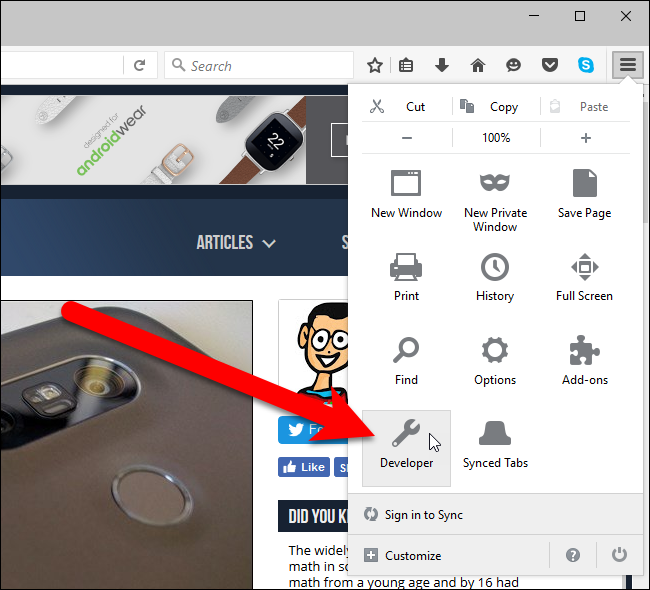 Search
designed for
androidwear
22
ARTICLES
S
Like
DID YOU K
The widely
math in sc
math from a young age and by 16 had
Cut
Copy
Paste
100%
New Window
New Private
Window
Save Page
Print
History
Full Screen
Find
Options
Add-ons
Developer
Synced Tabs
Sign in to Sync
Customize